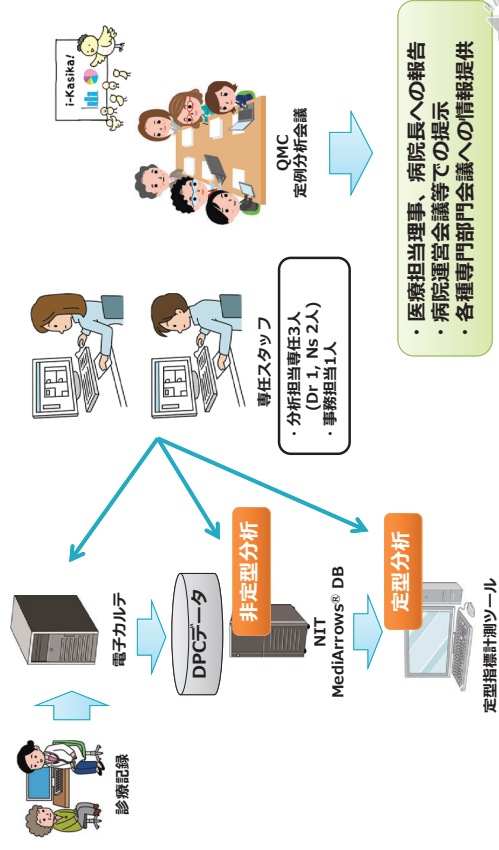 診療記録
電子カルテ
DPCデータ
非定型分析
NIT
MediArrows® DB
定型分析
定型指標計測ツール
専任スタッフ
・分析担当専任3人
(Dr 1, Ns 2人)
・事務担当1人
i-Kasika!
QMC
定例分析会議
・医療担当理事、病院長への報告
・病院運営会議等での提示
・各種専門部門会議への情報提供